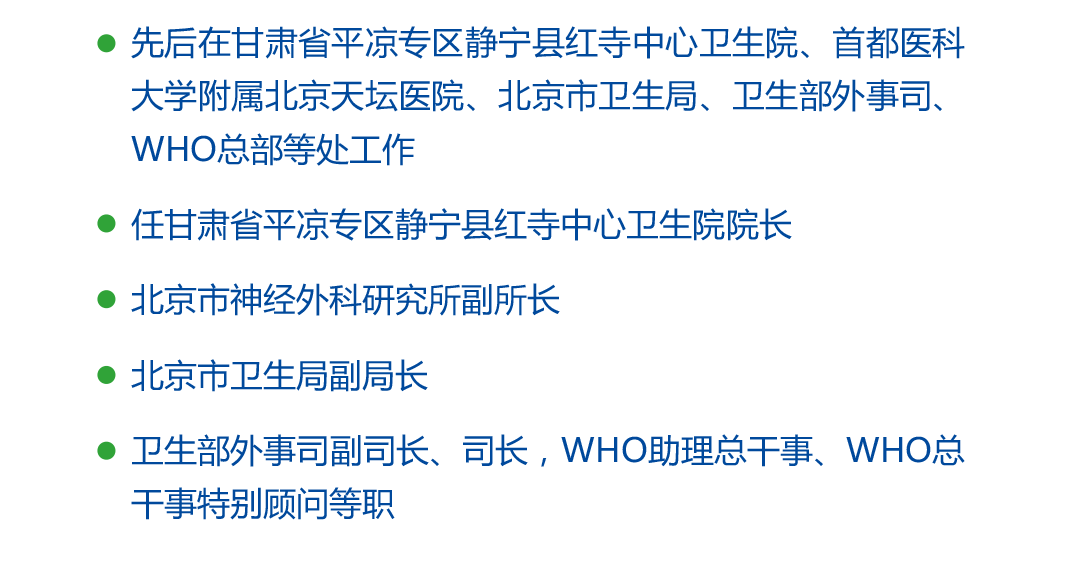 先后在甘肃省平凉专区静宁县红寺中心卫生院、首都医科
大学附属北京天坛医院、北京市卫生局、卫生部外事司、
WHO总部等处工作
任甘肃省平凉专区静宁县红寺中心卫生院院长
北京市神经外科研究所副所长
北京市卫生局副局长
卫生部外事司副司长、司长，WHO助理总干事、WHO总
干事特别顾问等职